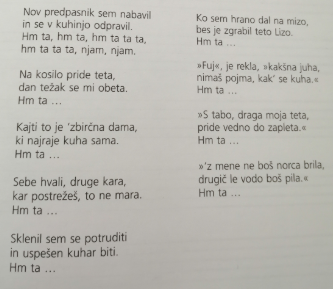 Nov predpasnik sem nabavil
in se v kuhinjo odpravil.
Hm ta, hm ta, hm ta ta ta,
hm ta ta ta, njam, njam.
Na kosilo pride teta,
dan težak se mi obeta.
Hm ta …
Kajti to je 'zbirčna dama,
ki najraje kuha sama.
Hm ta …
Sebe hvali, druge kara,
kar postrežeš, to ne mara.
Hm ta …
Sklenil sem se potruditi
in uspešen kuhar biti.
Hm ta …
Ko sem hrano dal na mizo,
bes je zgrabil teto Lizo.
Hm ta …
»Fuj«, je rekla, »kakšna juha,
nimaš pojma, kak' se kuha.«
Hm ta …
»S tabo, draga moja teta,
pride vedno do zapleta.«
Hm ta …
»'z mene ne boš norca brila,
drugič le vodo boš pila.«
Hm ta …